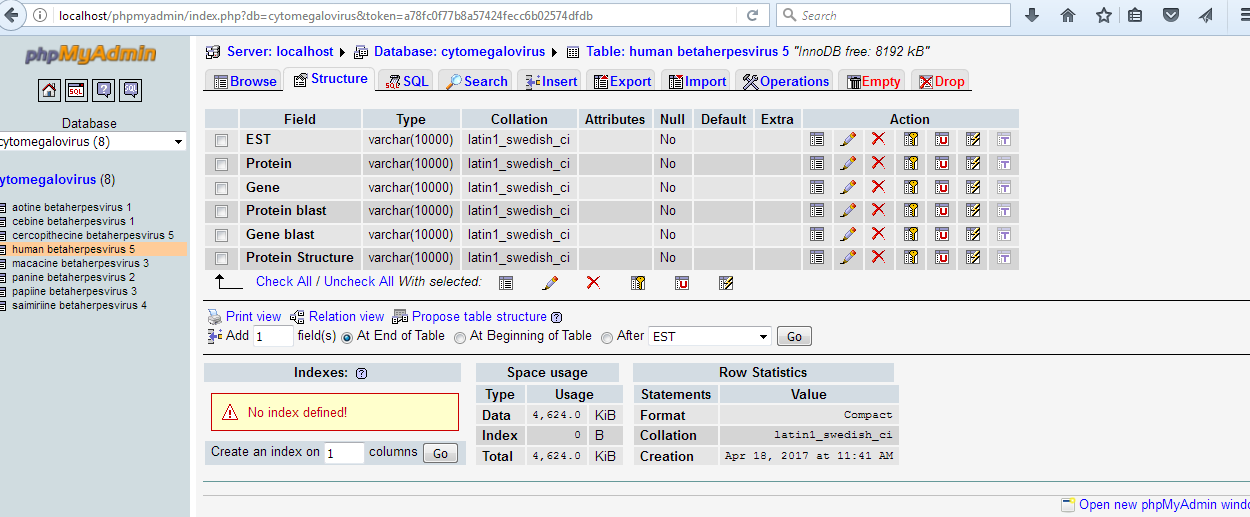 localhost/phpmyadmin/index.php?db=cytomegalovirus&token=a78fc0f77b8a57424fecc6b02574dfdb
Search
phpMyAdmin
SQL
SQL
Database
cytomegalovirus (8)
ytomegalovirus (8)
aotine betaherpesvirus 1
cebine betaherpesvirus 1
cercopithecine betaherpesvirus 5
human betaherpesvirus 5
macacine betaherpesvirus 3
panine betaherpesvirus 2
papiine betaherpesvirus 3
saimiriine betaherpesvirus 4
Server: localhost Database: cytomegalovirus Table: human betaherpesvirus 5 "InnoDB free: 8192 kB"
Browse Structure SQL Search Insert Export Import Operations Empty Drop
Field Type Collation Attributes Null Default Extra Action
EST varchar(10000) latin1_swedish_ci No
Protein varchar(10000) latin1_swedish_ci No
Gene varchar(10000) latin1_swedish_ci No
Protein blast varchar(10000) latin1_swedish_ci No
Gene blast varchar(10000) latin1_swedish_ci No
Protein Structure varchar(10000) latin1_swedish_ci No
Check All / Uncheck All With selected:
Print view Relation view Propose table structure
Add 1 field(s) At End of Table At Beginning of Table After EST Go
Indexes:
No index defined!
Create an index on 1 columns Go
Space usage
Type Usage
Data 4,624.0 KiB
Index 0 B
Total 4,624.0 KiB
Row Statistics
Statements Value
Format Compact
Collation latin1_swedish_ci
Creation Apr 18, 2017 at 11:41 AM
Open new phpMyAdmin windo